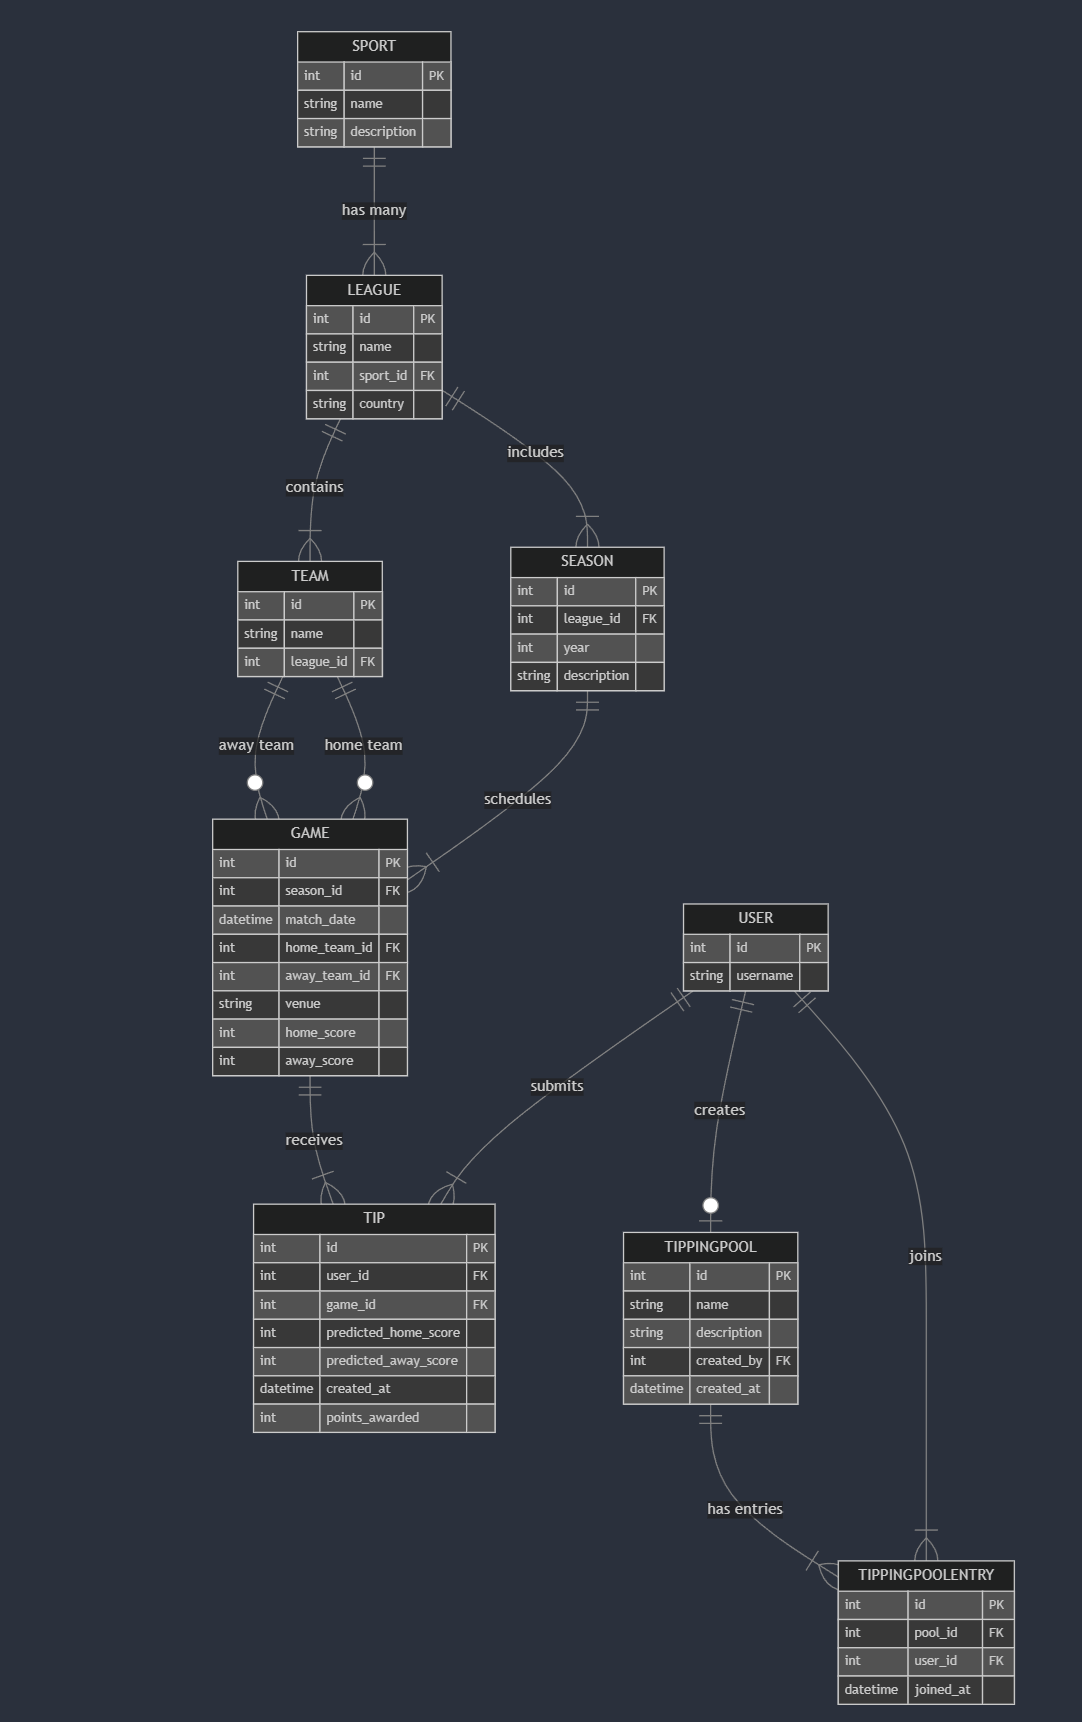 SPORT
int id PK
string name
string description
has many
LEAGUE
int id PK
string name
int sport_id FK
string country
includes
contains
SEASON
int id PK
int league_id FK
int year
string description
TEAM
int id PK
string name
int league_id FK
away team
home team
schedules
GAME
int id PK
int season_id FK
datetime match_date
int home_team_id FK
int away_team_id FK
string venue
int home_score
int away_score
USER
int id PK
string username
submits
creates
receives
joins
TIP
int id PK
int user_id FK
int game_id FK
int predicted_home_score
int predicted_away_score
datetime created_at
int points_awarded
TIPPINGPOOL
int id PK
string name
string description
int created_by FK
datetime created_at
has entries
TIPPINGPOOLENTRY
int id PK
int pool_id FK
int user_id FK
datetime joined_at